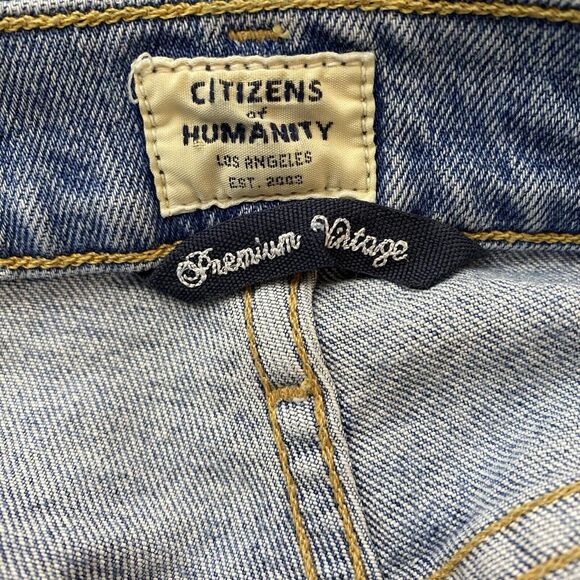 CITIZENS
of
HUMANITY
LOS ANGELES
EST. 2003
Premium Vintage